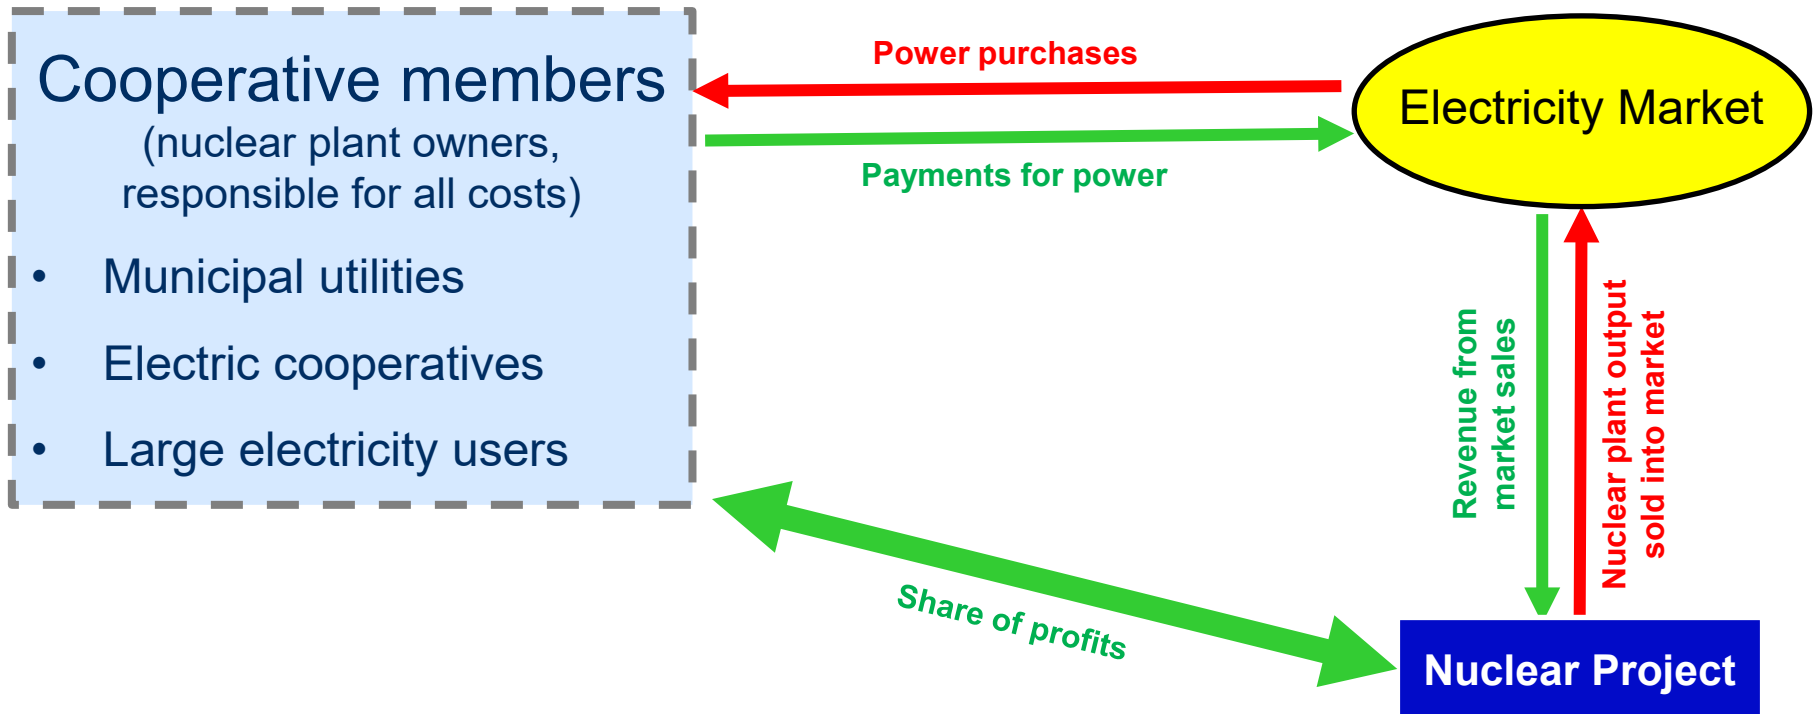 Cooperative members
(nuclear plant owners,
responsible for all costs)
• Municipal utilities
• Electric cooperatives
• Large electricity users
Power purchases
Payments for power
Electricity Market
Revenue from
market sales
Nuclear plant output
sold into market
Share of profits
Nuclear Project